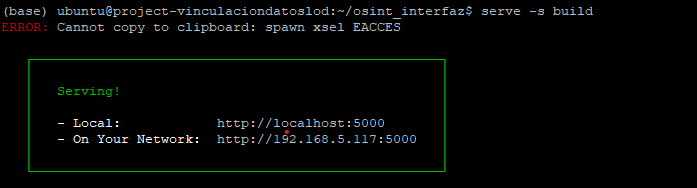 (base) ubuntu@project-vinculaciondatoslod:~/osint_interfaz$ serve -s build
ERROR: Cannot copy to clipboard: spawn xsel EACCES
Serving!
- Local: http://localhost:5000
- On Your Network: http://192.168.5.117:5000